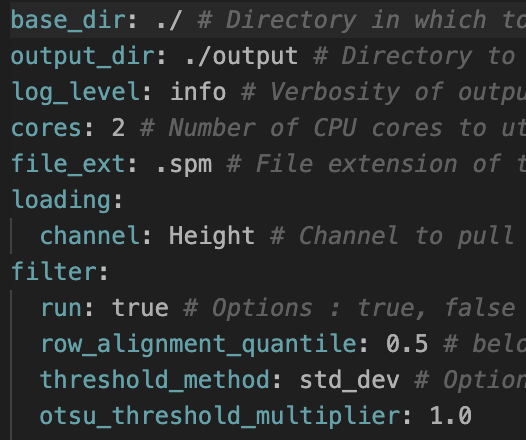 base_dir: ./ # Directory in which to
output_dir: ./output # Directory to
log_level: info # Verbosity of outpu
cores: 2 # Number of CPU cores to ut
file_ext: .spm # File extension of t
loading:
channel: Height # Channel to pull
filter:
run: true # Options : true, false
row_alignment_quantile: 0.5 # belo
threshold_method: std_dev # Option
otsu_threshold_multiplier: 1.0